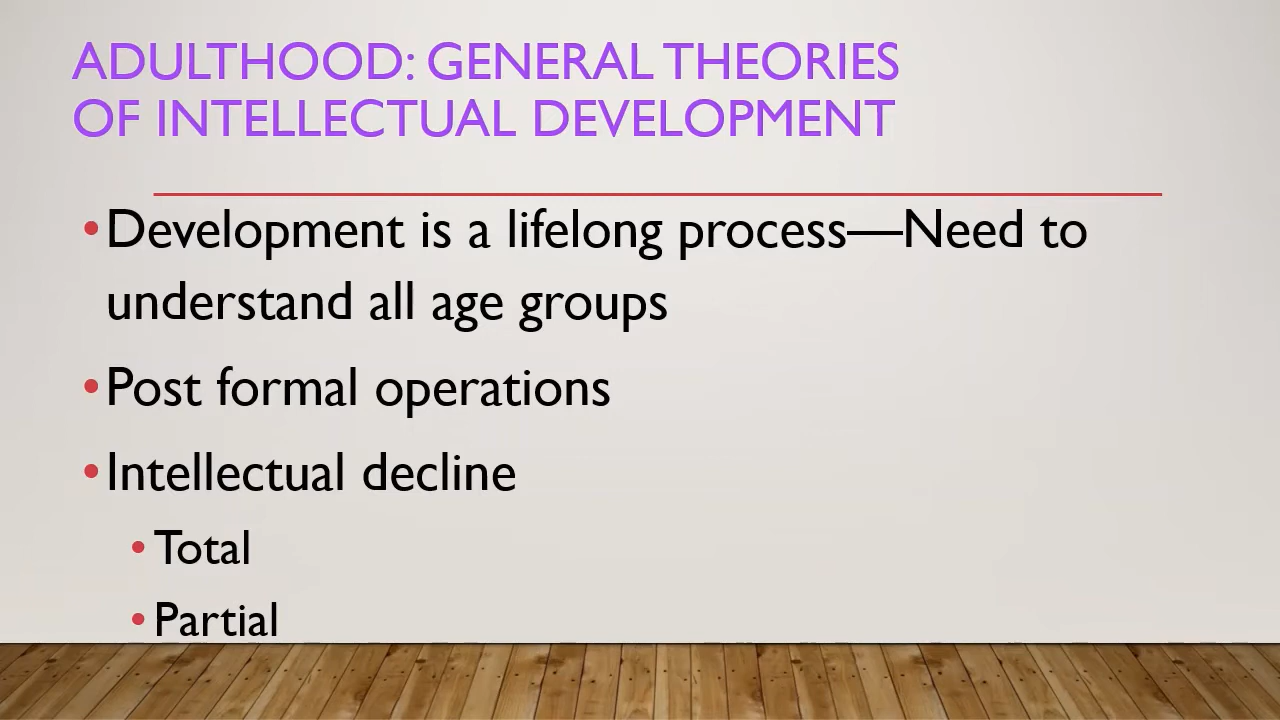 ADULTHOOD: GENERAL THEORIES
OF INTELLECTUAL DEVELOPMENT
•Development is a lifelong process—Need to
understand all age groups
•Post formal operations
•Intellectual decline
•Total
•Partial